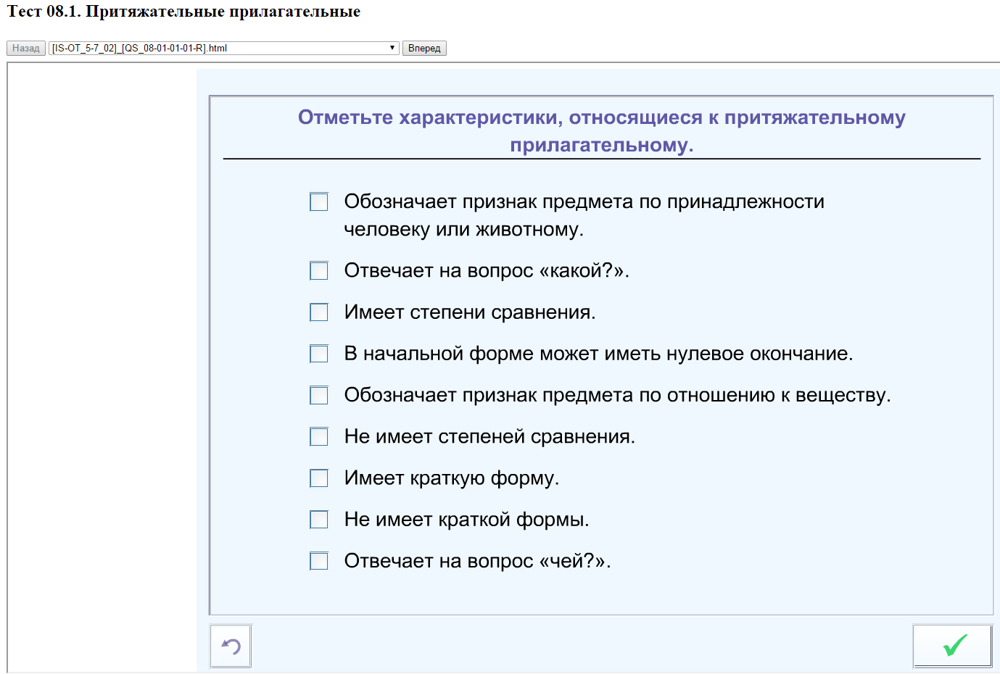 Тест 08.1. Притяжательные прилагательные
Назад [IS-OT_5-7_02]_[QS_08-01-01-01-R].html Вперед
Отметьте характеристики, относящиеся к притяжательному
прилагательному.
Обозначает признак предмета по принадлежности
человеку или животному.
Отвечает на вопрос «какой?».
Имеет степени сравнения.
В начальной форме может иметь нулевое окончание.
Обозначает признак предмета по отношению к веществу.
Не имеет степеней сравнения.
Имеет краткую форму.
Не имеет краткой формы.
Отвечает на вопрос «чей?».